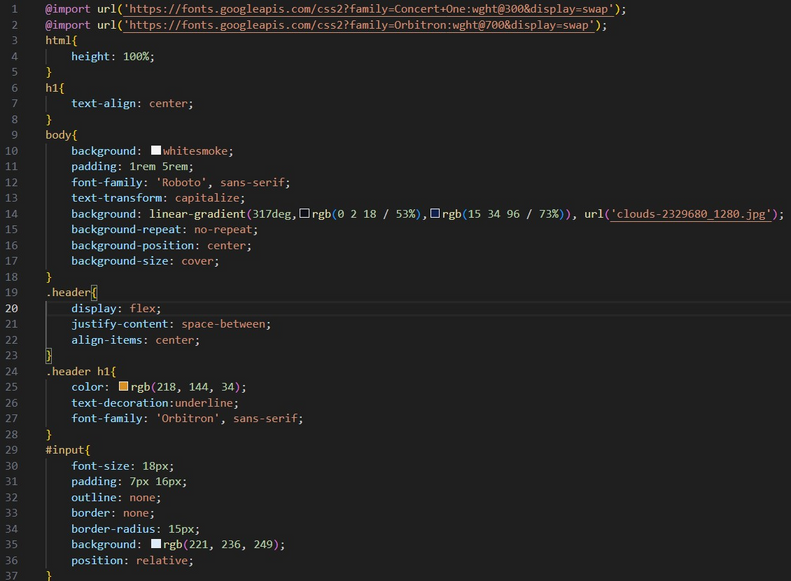 1 @import url('https://fonts.googleapis.com/css2?family=Concert+One:wght@300&display=swap');
2 @import url('https://fonts.googleapis.com/css2?family=Orbitron:wght@700&display=swap');
3 html{
4 height: 100%;
5 }
6 h1{
7 text-align: center;
8 }
9 body{
10 background: whitesmoke;
11 padding: 1rem 5rem;
12 font-family: 'Roboto', sans-serif;
13 text-transform: capitalize;
14 background: linear-gradient(317deg,rgb(0 2 18 / 53%),rgb(15 34 96 / 73%)), url('clouds-2329680_1280.jpg');
15 background-repeat: no-repeat;
16 background-position: center;
17 background-size: cover;
18 }
19 .header{
20 display: flex;
21 justify-content: space-between;
22 align-items: center;
23 }
24 .header h1{
25 color: rgb(218, 144, 34);
26 text-decoration:underline;
27 font-family: 'Orbitron', sans-serif;
28 }
29 #input{
30 font-size: 18px;
31 padding: 7px 16px;
32 outline: none;
33 border: none;
34 border-radius: 15px;
35 background: rgb(221, 236, 249);
36 position: relative;
37 }